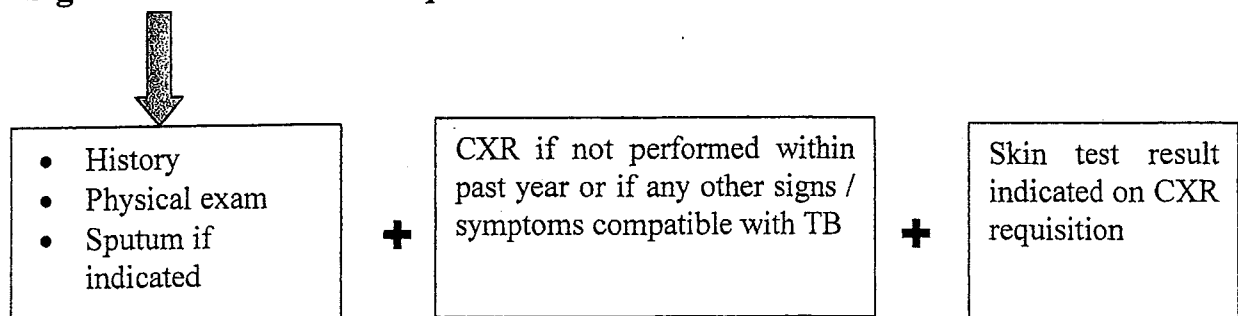 • History
• Physical exam
• Sputum if
indicated
+
CXR if not performed within
past year or if any other signs /
symptoms compatible with TB
+
Skin test result
indicated on CXR
requisition